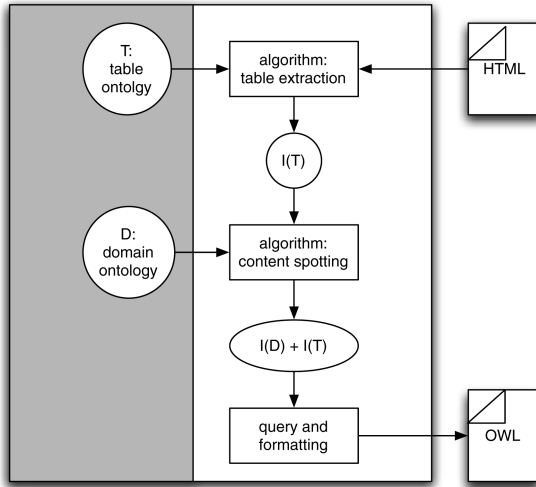 T:
table
ontolgy
algorithm:
table extraction
HTML
I(T)
D:
domain
ontology
algorithm:
content spotting
I(D) + I(T)
query and
formatting
OWL